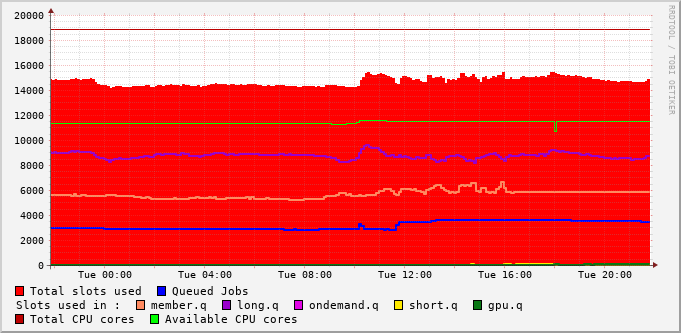 20000
18000
16000
14000
12000
10000
8000
6000
4000
2000
0
Tue 00:00 Tue 04:00 Tue 08:00 Tue 12:00 Tue 16:00 Tue 20:00
Total slots used Queued Jobs
Slots used in : member.q long.q ondemand.q short.q gpu.q
Total CPU cores Available CPU cores
RRDTOOL / TOBI OETIKER